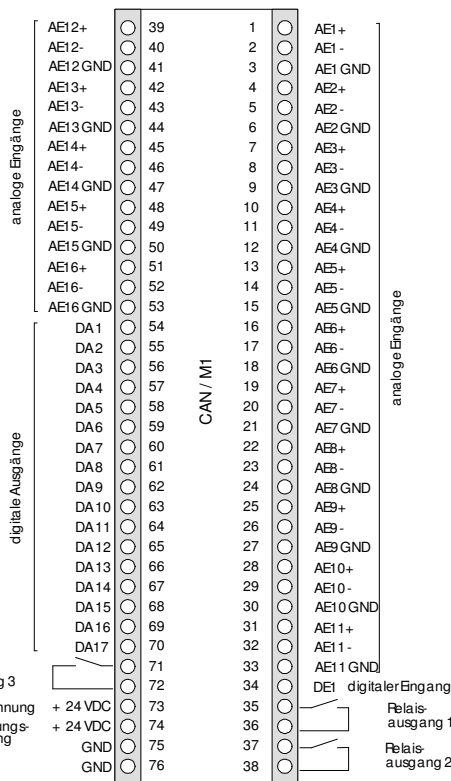 AE12+ 39 1 AE1+
AE12- 40 2 AE1-
AE12 GND 41 3 AE1 GND
AE13+ 42 4 AE2+
AE13- 43 5 AE2-
AE13 GND 44 6 AE2 GND
AE14+ 45 7 AE3+
AE14- 46 8 AE3-
AE14 GND 47 9 AE3 GND
AE15+ 48 10 AE4+
AE15- 49 11 AE4-
AE15 GND 50 12 AE4 GND
AE16+ 51 13 AE5+
AE16- 52 14 AE5-
AE16 GND 53 15 AE5 GND
DA1 54 16 AE6+
DA2 55 17 AE6-
DA3 56 18 AE6 GND
DA4 57 19 AE7+
DA5 58 20 AE7-
DA6 59 21 AE7 GND
DA7 60 22 AE8+
DA8 61 23 AE8-
DA9 62 24 AE8 GND
DA10 63 25 AE9+
DA11 64 26 AE9-
DA12 65 27 AE9 GND
DA13 66 28 AE10+
DA14 67 29 AE10-
DA15 68 30 AE10 GND
DA16 69 31 AE11+
DA17 70 32 AE11-
71 33 AE11 GND
g 3 72 34 DE1 digitaler Eingang
+ 24 VDC 73 35 Relais-
+ 24 VDC 74 36 ausgang 1
GND 75 37 Relais-
GND 76 38 ausgang 2
analoge Eingänge
digitale Ausgänge
CAN / M1
analoge Eingänge